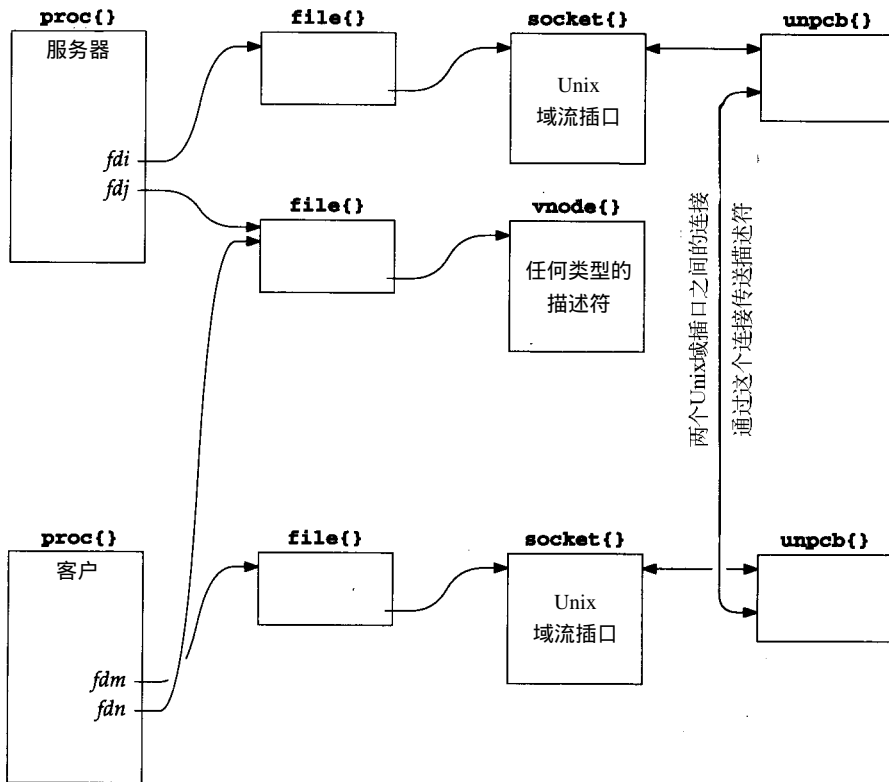 proc{}
file{}
socket{}
unpcb{}
服务器
Unix
域流插口
fdi
fdj
file{}
vnode{}
任何类型的
描述符
两个Unix域插口之间的连接
通过这个连接传送描述符
proc{}
file{}
socket{}
unpcb{}
客户
Unix
域流插口
fdm
fdn